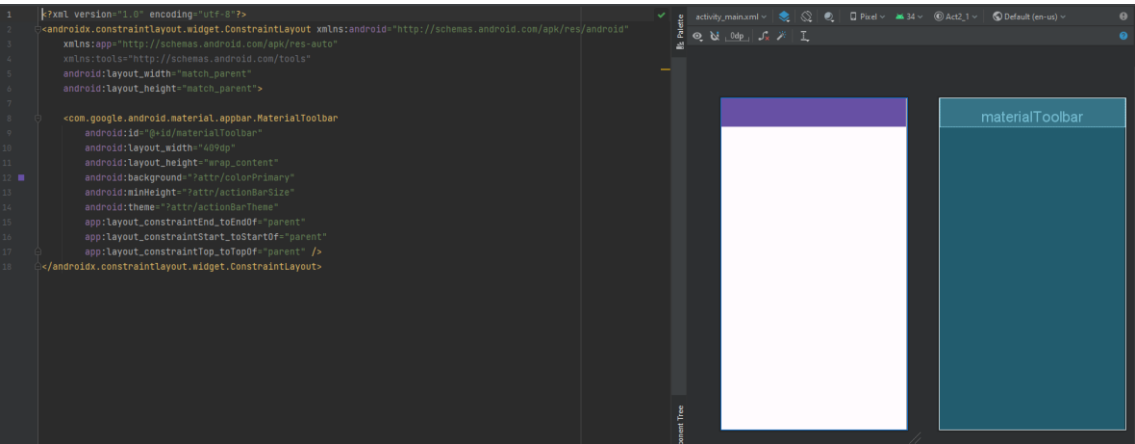 activity_main.xml
Pixel
34
Act2_1
Default (en-us)
0dp
Palette
1 <?xml version="1.0" encoding="utf-8"?>
2 <androidx.constraintlayout.widget.ConstraintLayout xmlns:android="http://schemas.android.com/apk/res/android"
3 xmlns:app="http://schemas.android.com/apk/res-auto"
4 xmlns:tools="http://schemas.android.com/tools"
5 android:layout_width="match_parent"
6 android:layout_height="match_parent">
7
8 <com.google.android.material.appbar.MaterialToolbar
9 android:id="@+id/materialToolbar"
10 android:layout_width="409dp"
11 android:layout_height="wrap_content"
12 android:background="?attr/colorPrimary"
13 android:minHeight="?attr/actionBarSize"
14 android:theme="?attr/actionBarTheme"
15 app:layout_constraintEnd_toEndOf="parent"
16 app:layout_constraintStart_toStartOf="parent"
17 app:layout_constraintTop_toTopOf="parent" />
18 </androidx.constraintlayout.widget.ConstraintLayout>
materialToolbar